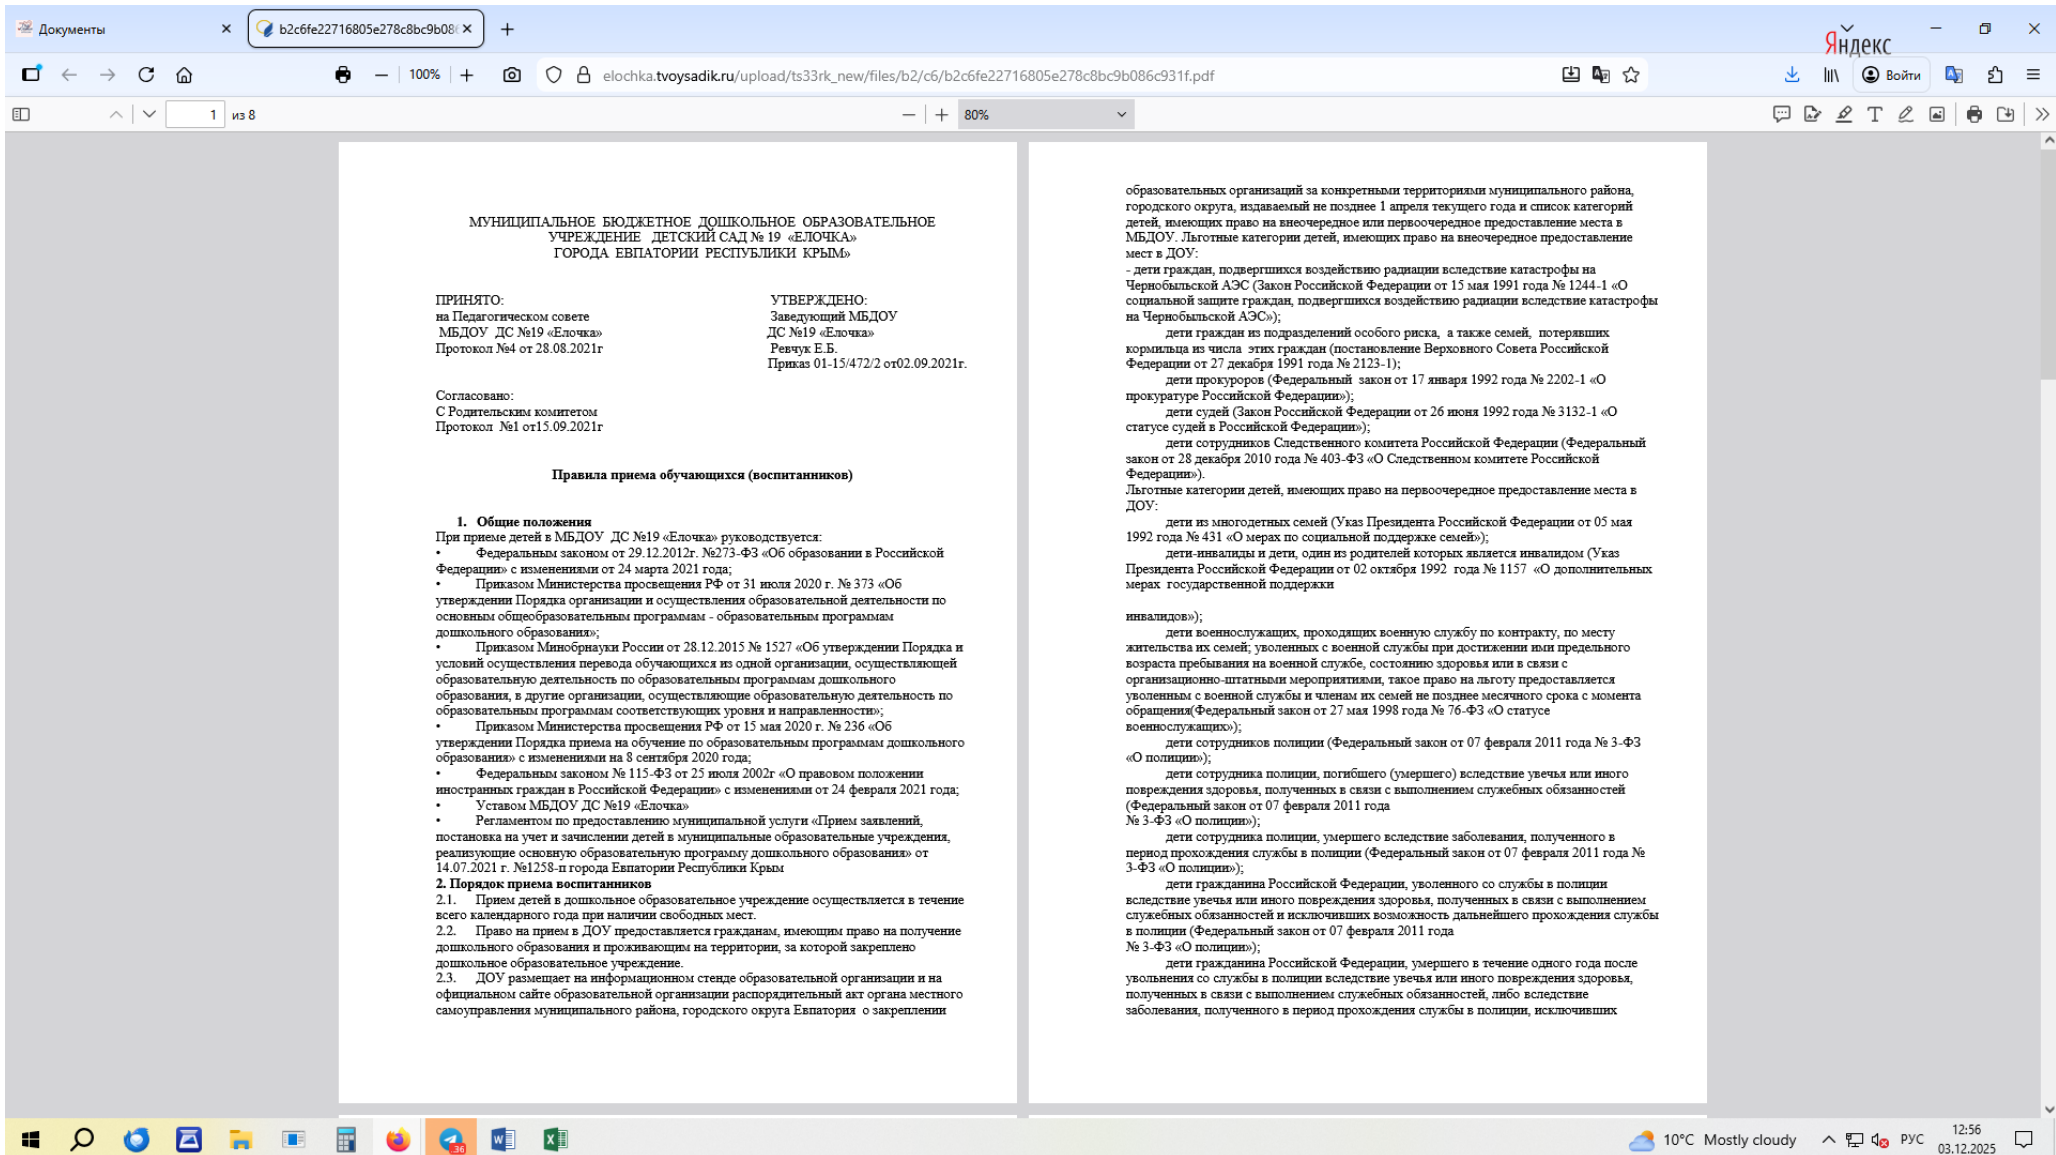 Документы
b2c6fe22716805e278c8bc9b086
Яндекс
100%
elochka.tvoysadik.ru/upload/ts33rk_new/files/b2/c6/b2c6fe22716805e278c8bc9b086c931f.pdf
Войти
1 из 8
80%
МУНИЦИПАЛЬНОЕ БЮДЖЕТНОЕ ДОШКОЛЬНОЕ ОБРАЗОВАТЕЛЬНОЕ
УЧРЕЖДЕНИЕ ДЕТСКИЙ САД № 19 «ЕЛОЧКА»
ГОРОДА ЕВПАТОРИИ РЕСПУБЛИКИ КРЫМ»
ПРИНЯТО: УТВЕРЖДЕНО:
на Педагогическом совете Заведующий МБДОУ
МБДОУ ДС №19 «Елочка» ДС №19 «Елочка»
Протокол №4 от 28.08.2021г Ревчук Е.Б.
Приказ 01-15/472/2 от02.09.2021г.
Согласовано:
С Родительским комитетом
Протокол №1 от15.09.2021г
Правила приема обучающихся (воспитанников)
1. Общие положения
При приеме детей в МБДОУ ДС №19 «Елочка» руководствуется:
• Федеральным законом от 29.12.2012г. №273-ФЗ «Об образовании в Российской
Федерации» с изменениями от 24 марта 2021 года;
• Приказом Министерства просвещения РФ от 31 июля 2020 г. № 373 «Об
утверждении Порядка организации и осуществления образовательной деятельности по
основным общеобразовательным программам - образовательным программам
дошкольного образования»;
• Приказом Минобрнауки России от 28.12.2015 № 1527 «Об утверждении Порядка и
условий осуществления перевода обучающихся из одной организации, осуществляющей
образовательную деятельность по образовательным программам дошкольного
образования, в другие организации, осуществляющие образовательную деятельность по
образовательным программам соответствующих уровня и направленности»;
• Приказом Министерства просвещения РФ от 15 мая 2020 г. № 236 «Об
утверждении Порядка приема на обучение по образовательным программам дошкольного
образования» с изменениями на 8 сентября 2020 года;
• Федеральным законом № 115-ФЗ от 25 июля 2002г «О правовом положении
иностранных граждан в Российской Федерации» с изменениями от 24 февраля 2021 года;
• Уставом МБДОУ ДС №19 «Елочка»
• Регламентом по предоставлению муниципальной услуги «Прием заявлений,
постановка на учет и зачислении детей в муниципальные образовательные учреждения,
реализующие основную образовательную программу дошкольного образования» от
14.07.2021 г. №1258-п города Евпатории Республики Крым
2. Порядок приема воспитанников
2.1. Прием детей в дошкольное образовательное учреждение осуществляется в течение
всего календарного года при наличии свободных мест.
2.2. Право на прием в ДОУ предоставляется гражданам, имеющим право на получение
дошкольного образования и проживающим на территории, за которой закреплено
дошкольное образовательное учреждение.
2.3. ДОУ размещает на информационном стенде образовательной организации и на
официальном сайте образовательной организации распорядительный акт органа местного
самоуправления муниципального района, городского округа Евпатория о закреплении
образовательных организаций за конкретными территориями муниципального района,
городского округа, издаваемый не позднее 1 апреля текущего года и список категорий
детей, имеющих право на внеочередное или первоочередное предоставление места в
МБДОУ. Льготные категории детей, имеющих право на внеочередное предоставление
мест в ДОУ:
- дети граждан, подвергшихся воздействию радиации вследствие катастрофы на
Чернобыльской АЭС (Закон Российской Федерации от 15 мая 1991 года № 1244-1 «О
социальной защите граждан, подвергшихся воздействию радиации вследствие катастрофы
на Чернобыльской АЭС»);
дети граждан из подразделений особого риска, а также семей, потерявших
кормильца из числа этих граждан (постановление Верховного Совета Российской
Федерации от 27 декабря 1991 года № 2123-1);
дети прокуроров (Федеральный закон от 17 января 1992 года № 2202-1 «О
прокуратуре Российской Федерации»);
дети судей (Закон Российской Федерации от 26 июня 1992 года № 3132-1 «О
статусе судей в Российской Федерации»);
дети сотрудников Следственного комитета Российской Федерации (Федеральный
закон от 28 декабря 2010 года № 403-ФЗ «О Следственном комитете Российской
Федерации»).
Льготные категории детей, имеющих право на первоочередное предоставление места в
ДОУ:
дети из многодетных семей (Указ Президента Российской Федерации от 05 мая
1992 года № 431 «О мерах по социальной поддержке семей»);
дети-инвалиды и дети, один из родителей которых является инвалидом (Указ
Президента Российской Федерации от 02 октября 1992 года № 1157 «О дополнительных
мерах государственной поддержки
инвалидов»);
дети военнослужащих, проходящих военную службу по контракту, по месту
жительства их семей; уволенных с военной службы при достижении ими предельного
возраста пребывания на военной службе, состоянию здоровья или в связи с
организационно-штатными мероприятиями, такое право на льготу предоставляется
уволенным с военной службы и членам их семей не позднее месячного срока с момента
обращения(Федеральный закон от 27 мая 1998 года № 76-ФЗ «О статусе
военнослужащих»);
дети сотрудников полиции (Федеральный закон от 07 февраля 2011 года № 3-ФЗ
«О полиции»);
дети сотрудника полиции, погибшего (умершего) вследствие увечья или иного
повреждения здоровья, полученных в связи с выполнением служебных обязанностей
(Федеральный закон от 07 февраля 2011 года
№ 3-ФЗ «О полиции»);
дети сотрудника полиции, умершего вследствие заболевания, полученного в
период прохождения службы в полиции (Федеральный закон от 07 февраля 2011 года №
3-ФЗ «О полиции»);
дети гражданина Российской Федерации, уволенного со службы в полиции
вследствие увечья или иного повреждения здоровья, полученных в связи с выполнением
служебных обязанностей и исключивших возможность дальнейшего прохождения службы
в полиции (Федеральный закон от 07 февраля 2011 года
№ 3-ФЗ «О полиции»);
дети гражданина Российской Федерации, умершего в течение одного года после
увольнения со службы в полиции вследствие увечья или иного повреждения здоровья,
полученных в связи с выполнением служебных обязанностей, либо вследствие
заболевания, полученного в период прохождения службы в полиции, исключивших
36
10°C Mostly cloudy
РУС
12:56
03.12.2025